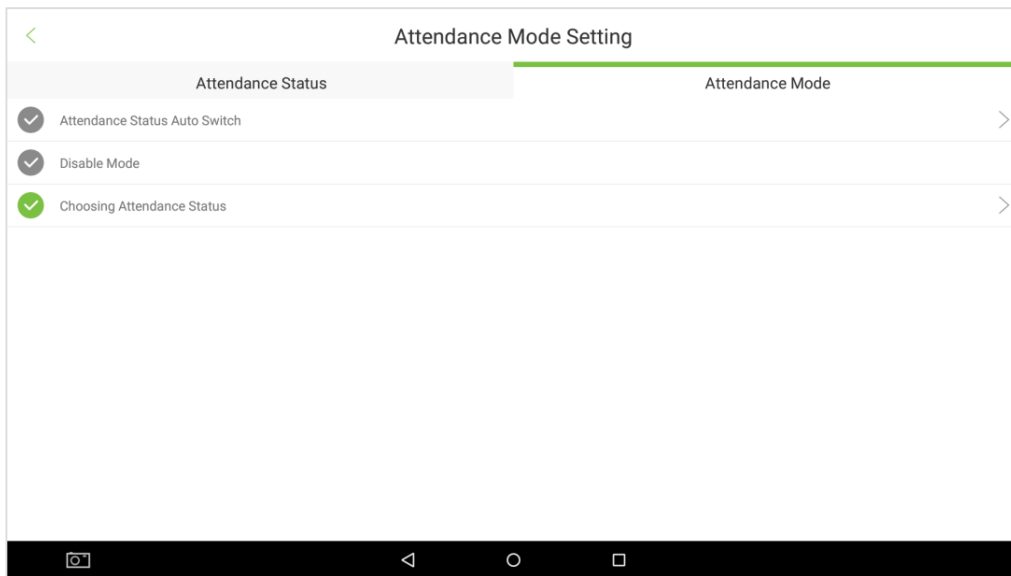 Attendance Mode Setting
Attendance Status
Attendance Mode
Attendance Status Auto Switch
Disable Mode
Choosing Attendance Status